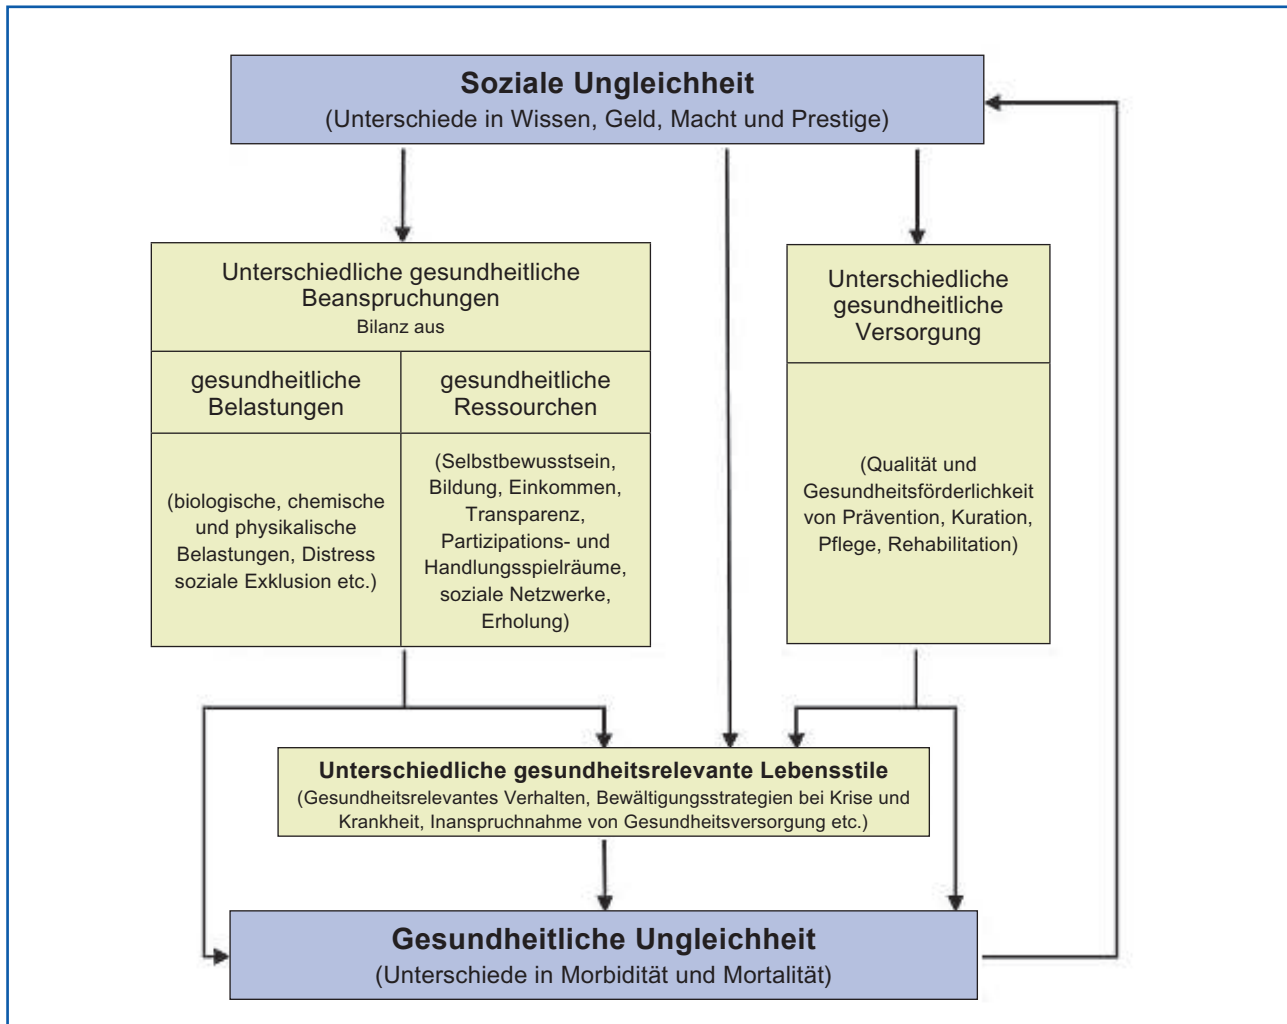 Soziale Ungleichheit
(Unterschiede in Wissen, Geld, Macht und Prestige)
Unterschiedliche gesundheitliche
Beanspruchungen
Bilanz aus
gesundheitliche
Belastungen
gesundheitliche
Ressourchen
(biologische, chemische
und physikalische
Belastungen, Distress
soziale Exklusion etc.)
(Selbstbewusstsein,
Bildung, Einkommen,
Transparenz,
Partizipations- und
Handlungsspielräume,
soziale Netzwerke,
Erholung)
Unterschiedliche
gesundheitliche
Versorgung
(Qualität und
Gesundheitsförderlichkeit
von Prävention, Kuration,
Pflege, Rehabilitation)
Unterschiedliche gesundheitsrelevante Lebensstile
(Gesundheitsrelevantes Verhalten, Bewältigungsstrategien bei Krise und
Krankheit, Inanspruchnahme von Gesundheitsversorgung etc.)
Gesundheitliche Ungleichheit
(Unterschiede in Morbidität und Mortalität)